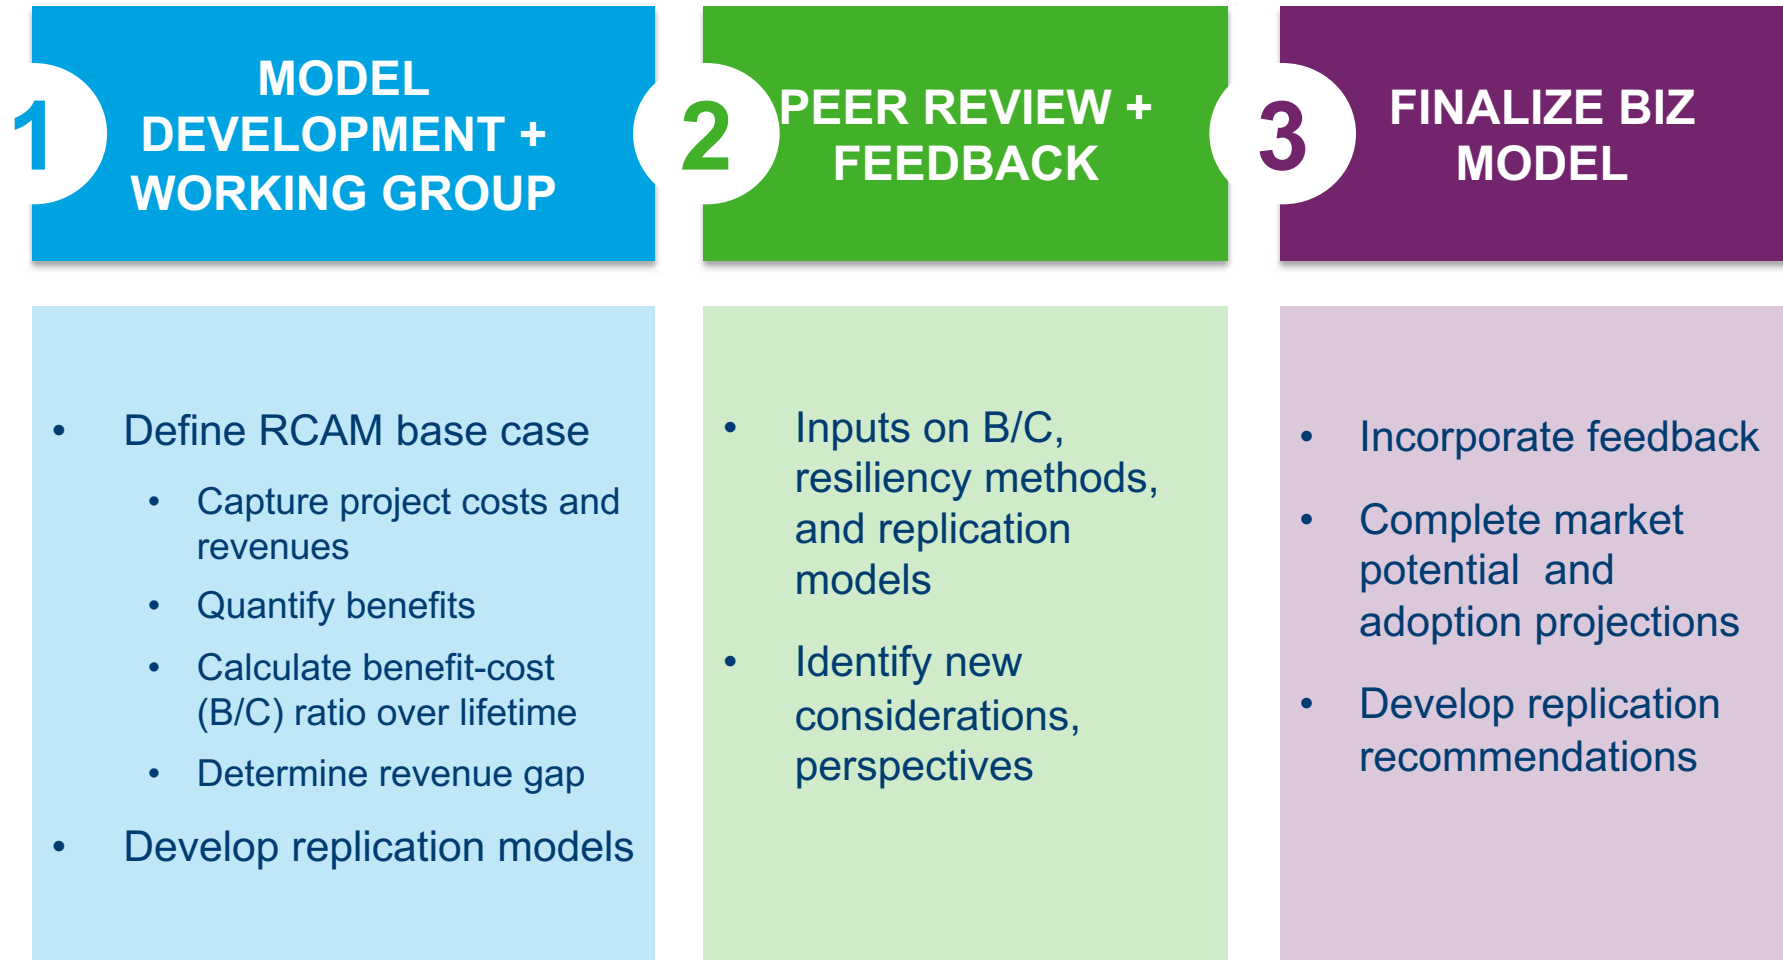 1
MODEL
DEVELOPMENT +
WORKING GROUP
• Define RCAM base case
• Capture project costs and
revenues
• Quantify benefits
• Calculate benefit-cost
(B/C) ratio over lifetime
• Determine revenue gap
• Develop replication models
2
PEER REVIEW +
FEEDBACK
• Inputs on B/C,
resiliency methods,
and replication
models
• Identify new
considerations,
perspectives
3
FINALIZE BIZ
MODEL
• Incorporate feedback
• Complete market
potential and
adoption projections
• Develop replication
recommendations